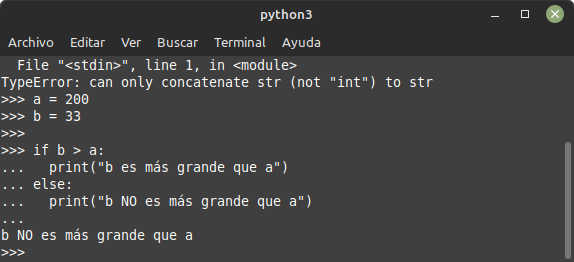 python3
Archivo Editar Ver Buscar Terminal Ayuda
  File "<stdin>", line 1, in <module>
TypeError: can only concatenate str (not "int") to str
>>> a = 200
>>> b = 33
>>>
>>> if b > a:
...   print("b es más grande que a")
... else:
...   print("b NO es más grande que a")
...
b NO es más grande que a
>>>